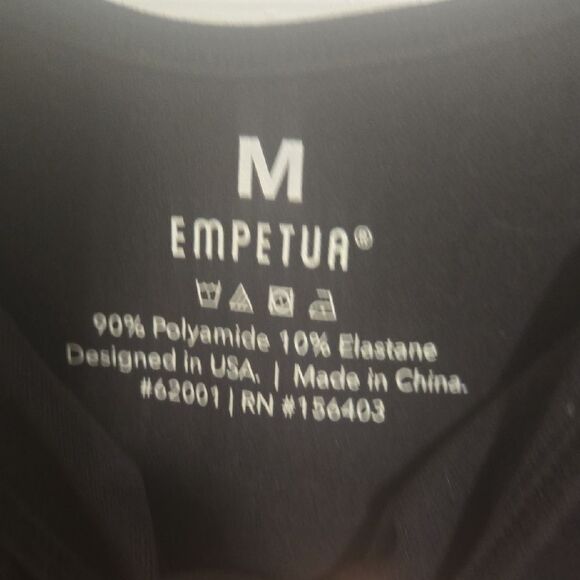 M
EMPETUA®
90% Polyamide 10% Elastane
Designed in USA. | Made in China.
#62001 | RN #156403